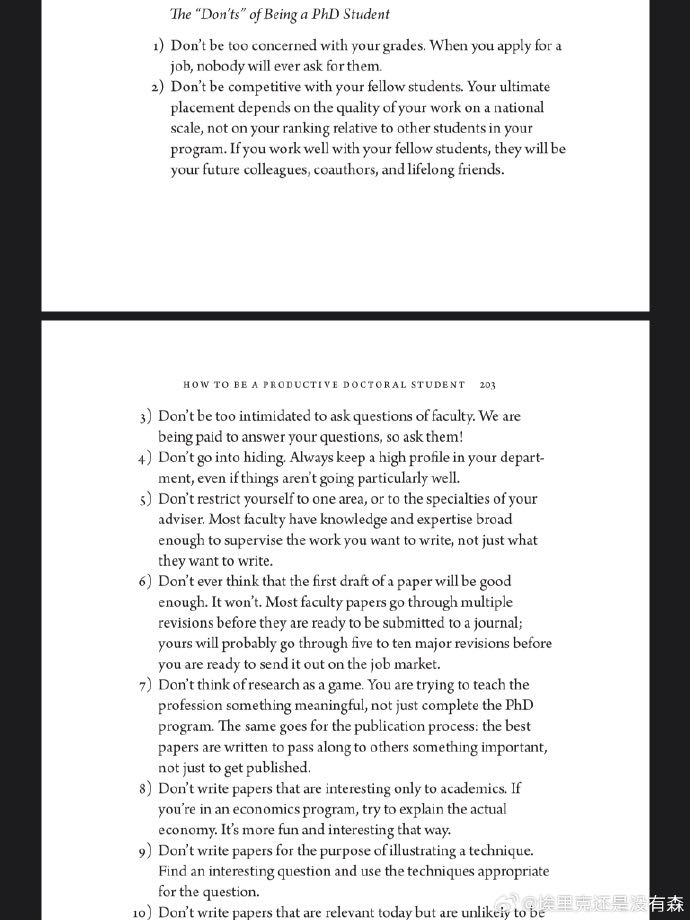 The “Don’ts” of Being a PhD Student
1) Don’t be too concerned with your grades. When you apply for a
job, nobody will ever ask for them.
2) Don’t be competitive with your fellow students. Your ultimate
placement depends on the quality of your work on a national
scale, not on your ranking relative to other students in your
program. If you work well with your fellow students, they will be
your future colleagues, coauthors, and lifelong friends.
HOW TO BE A PRODUCTIVE DOCTORAL STUDENT 203
3) Don’t be too intimidated to ask questions of faculty. We are
being paid to answer your questions, so ask them!
4) Don’t go into hiding. Always keep a high profile in your depart-
ment, even if things aren’t going particularly well.
5) Don’t restrict yourself to one area, or to the specialties of your
adviser. Most faculty have knowledge and expertise broad
enough to supervise the work you want to write, not just what
they want to write.
6) Don’t ever think that the first draft of a paper will be good
enough. It won’t. Most faculty papers go through multiple
revisions before they are ready to be submitted to a journal;
yours will probably go through five to ten major revisions before
you are ready to send it out on the job market.
7) Don’t think of research as a game. You are trying to teach the
profession something meaningful, not just complete the PhD
program. The same goes for the publication process: the best
papers are written to pass along to others something important,
not just to get published.
8) Don’t write papers that are interesting only to academics. If
you’re in an economics program, try to explain the actual
economy. It’s more fun and interesting that way.
9) Don’t write papers for the purpose of illustrating a technique.
Find an interesting question and use the techniques appropriate
for the question.
10) Don’t write papers that are relevant today but are unlikely to be
@埃里克还是没有森